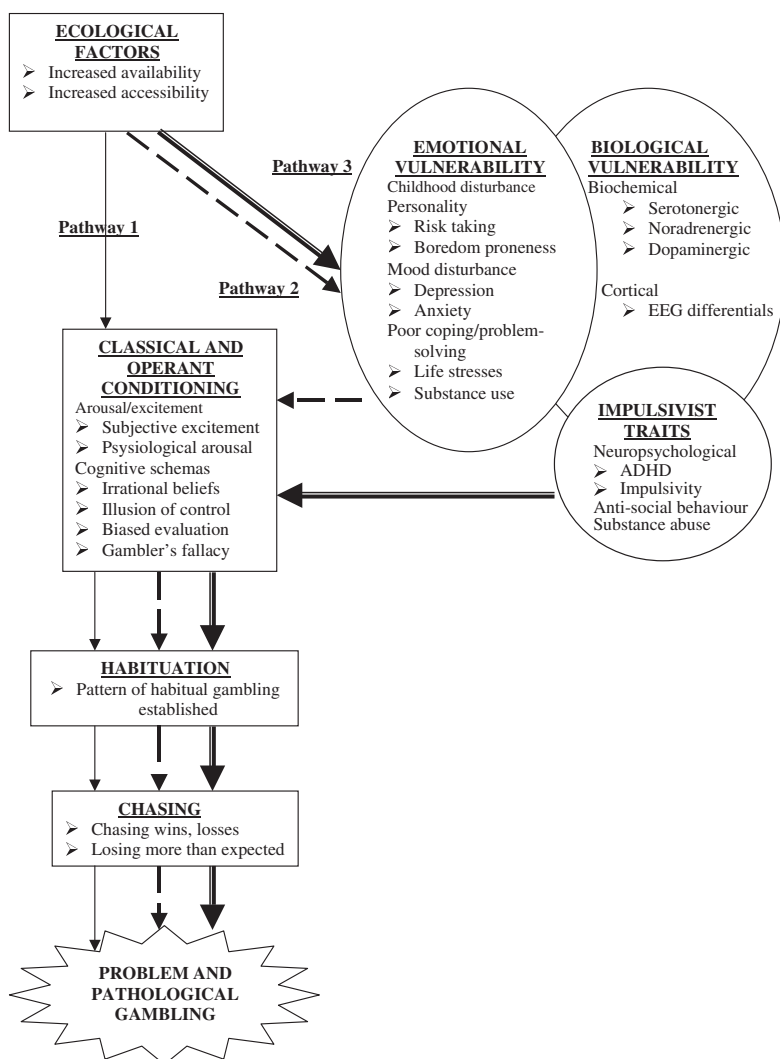 ECOLOGICAL
FACTORS
➢ Increased availability
➢ Increased accessibility
Pathway 3
Pathway 1
Pathway 2
EMOTIONAL
VULNERABILITY
Childhood disturbance
Personality
➢ Risk taking
➢ Boredom proneness
Mood disturbance
➢ Depression
➢ Anxiety
Poor coping/problem-
solving
➢ Life stresses
➢ Substance use
BIOLOGICAL
VULNERABILITY
Biochemical
➢ Serotonergic
➢ Noradrenergic
➢ Dopaminergic
Cortical
➢ EEG differentials
IMPULSIVIST
TRAITS
Neuropsychological
➢ ADHD
➢ Impulsivity
Anti-social behaviour
Substance abuse
CLASSICAL AND
OPERANT
CONDITIONING
Arousal/excitement
➢ Subjective excitement
➢ Psysiological arousal
Cognitive schemas
➢ Irrational beliefs
➢ Illusion of control
➢ Biased evaluation
➢ Gambler's fallacy
HABITUATION
➢ Pattern of habitual gambling
established
CHASING
➢ Chasing wins, losses
➢ Losing more than expected
PROBLEM AND
PATHOLOGICAL
GAMBLING